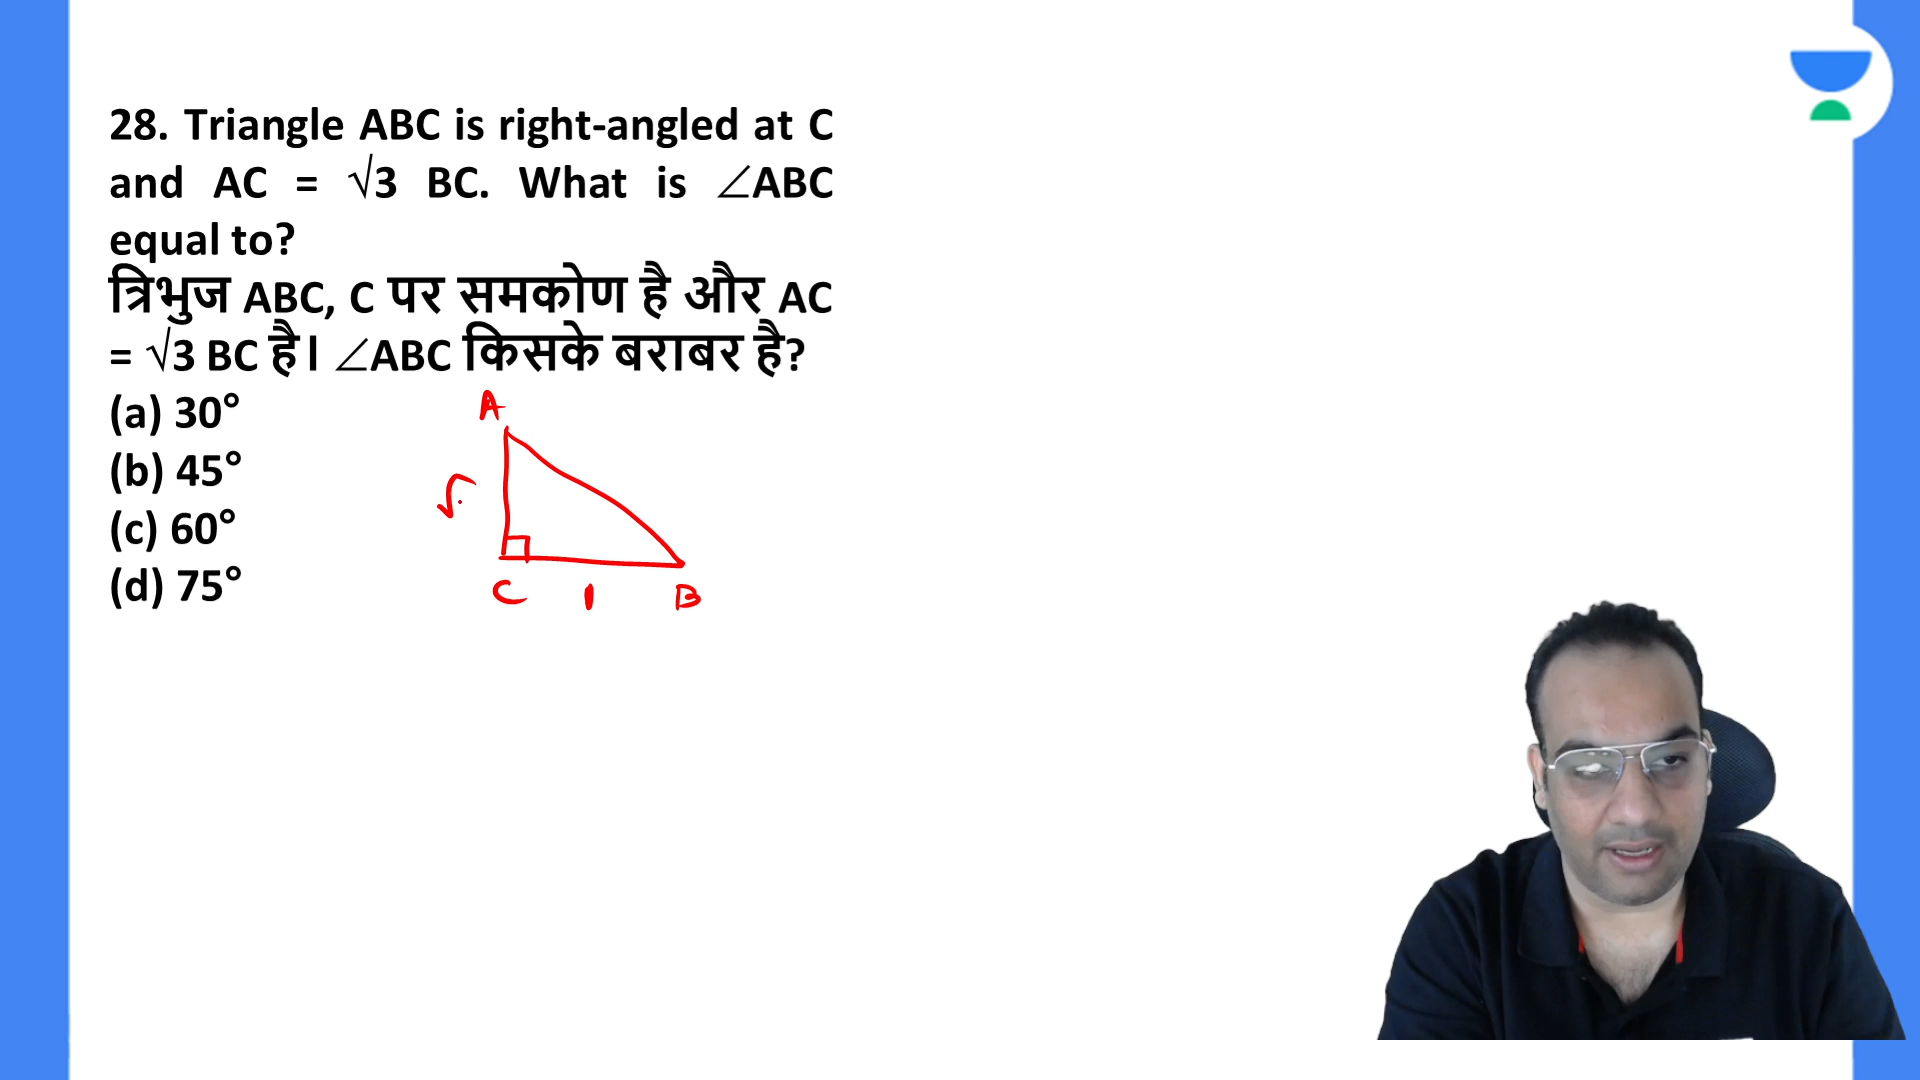 28. Triangle ABC is right-angled at C
and AC = √3 BC. What is ∠ABC
equal to?
त्रिभुज ABC, C पर समकोण है और AC
= √3 BC है। ∠ABC किसके बराबर है?
(a) 30°
(b) 45°
(c) 60°
(d) 75°
A
√
C 1 B